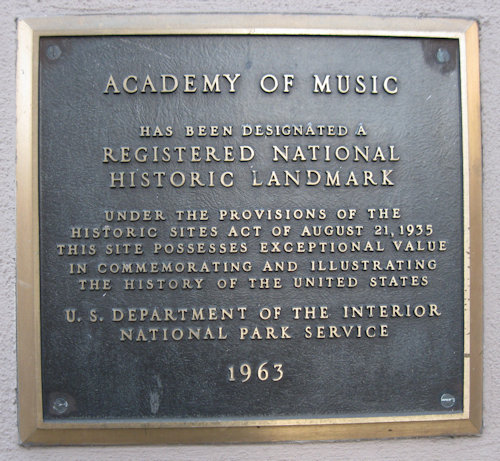 ACADEMY OF MUSIC
HAS BEEN DESIGNATED A
REGISTERED NATIONAL
HISTORIC LANDMARK
UNDER THE PROVISIONS OF THE
HISTORIC SITES ACT OF AUGUST 21, 1935
THIS SITE POSSESSES EXCEPTIONAL VALUE
IN COMMEMORATING AND ILLUSTRATING
THE HISTORY OF THE UNITED STATES
U. S. DEPARTMENT OF THE INTERIOR
NATIONAL PARK SERVICE
1963